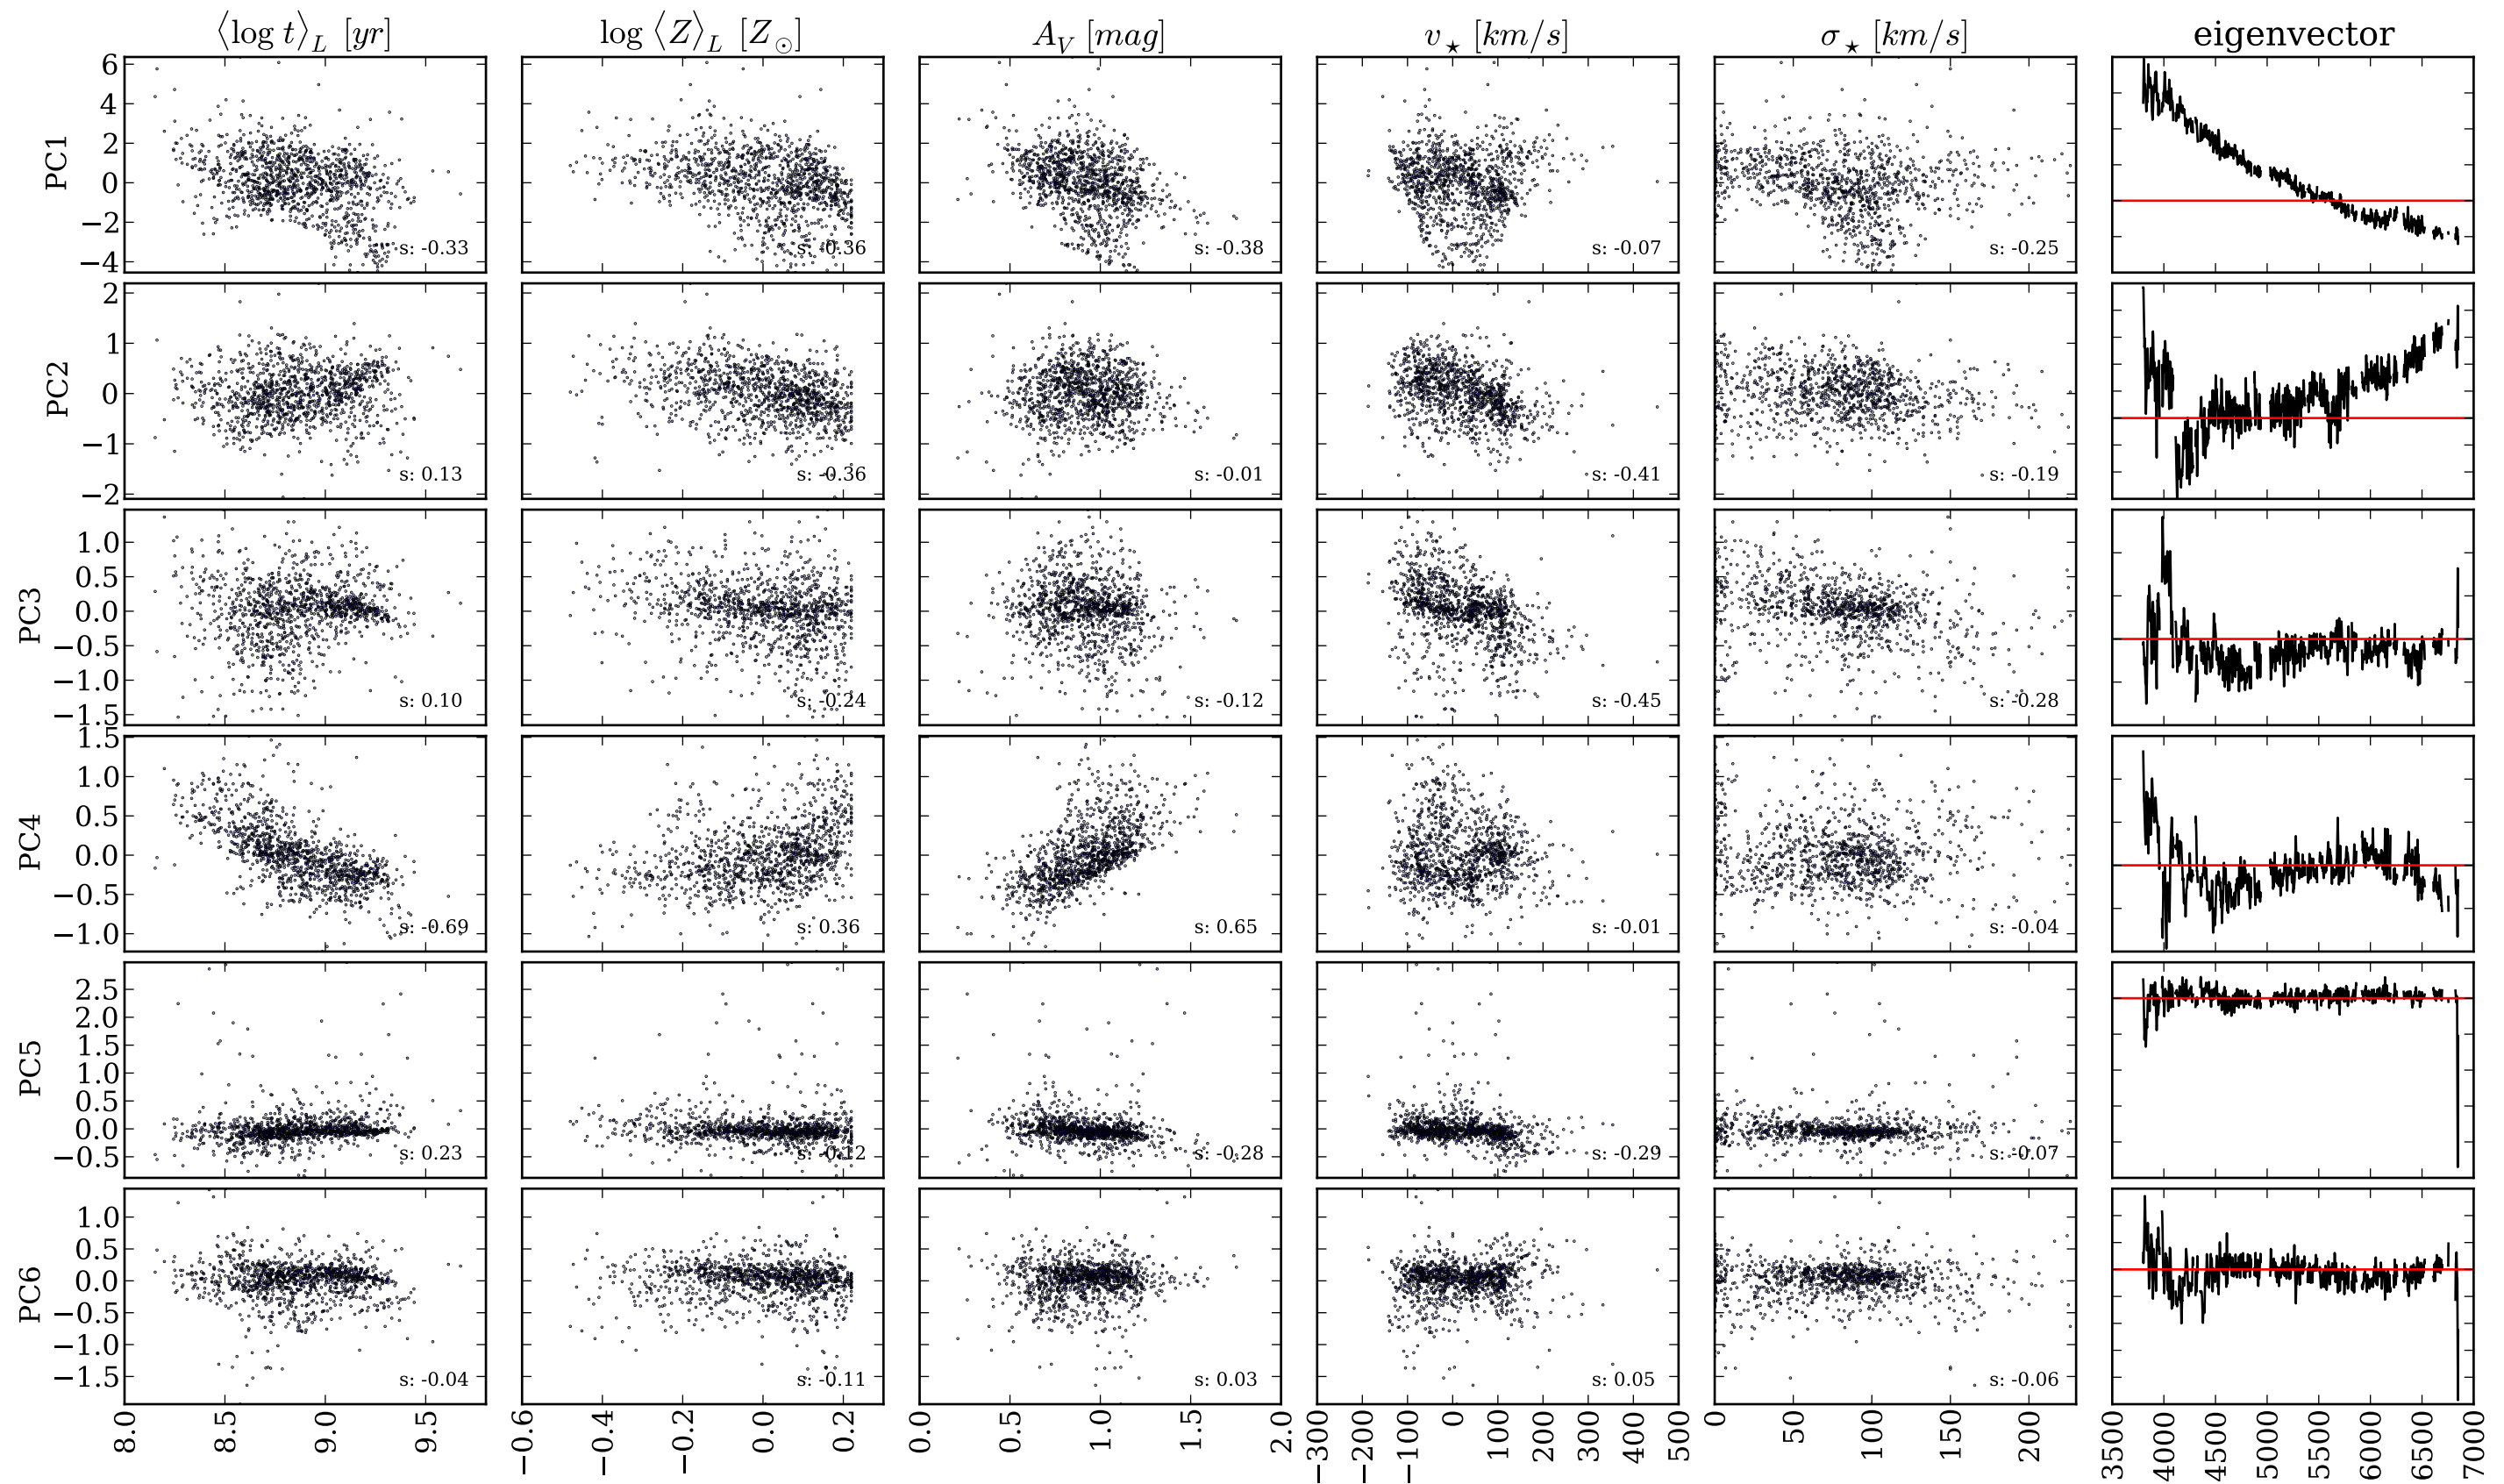 ⟨log t⟩L [yr] log ⟨Z⟩L [Z⊙] AV [mag] v⋆ [km/s] σ⋆ [km/s] eigenvector
PC1
6
4
2
0
−2
−4
s: -0.33 s: -0.36 s: -0.38 s: -0.07 s: -0.25
PC2
2
1
0
−1
−2
s: 0.13 s: -0.36 s: -0.01 s: -0.41 s: -0.19
PC3
1.0
0.5
0.0
−0.5
−1.0
−1.5
s: 0.10 s: -0.24 s: -0.12 s: -0.45 s: -0.28
PC4
1.5
1.0
0.5
0.0
−0.5
−1.0
s: -0.69 s: 0.36 s: 0.65 s: -0.01 s: -0.04
PC5
2.5
2.0
1.5
1.0
0.5
0.0
−0.5
s: 0.23 s: -0.12 s: -0.28 s: -0.29 s: -0.07
PC6
1.0
0.5
0.0
−0.5
−1.0
−1.5
s: -0.04 s: -0.11 s: 0.03 s: 0.05 s: -0.06
8.0 8.5 9.0 9.5 −0.6 −0.4 −0.2 0.0 0.2 0.0 0.5 1.0 1.5 2.0 −300 −200 −100 0 100 200 300 400 500 0 50 100 150 200 3500 4000 4500 5000 5500 6000 6500 7000